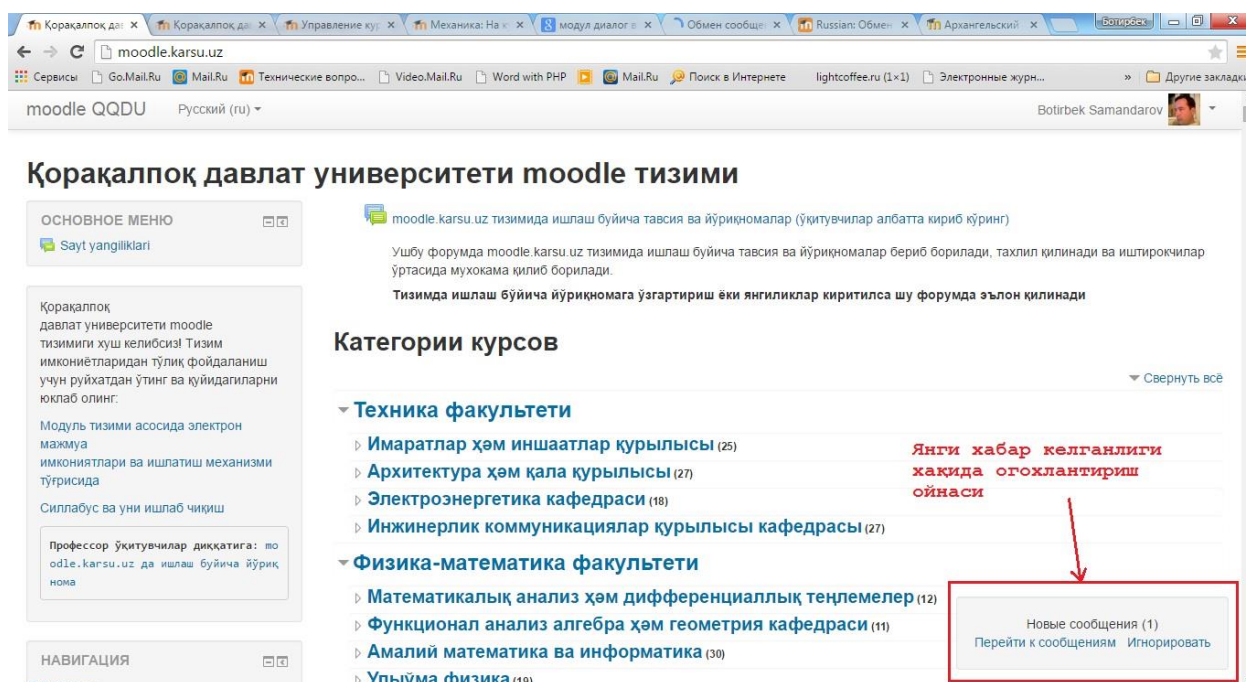 Қорақалпоқ даг
Қорақалпоқ да
Управление кур
Механика: На к
модул диалог в
Обмен сообще
Russian: Обмен
Архангельский
Ботирбек
moodle.karsu.uz
Сервисы Go.Mail.Ru Mail.Ru Технические вопро... Video.Mail.Ru Word with PHP Mail.Ru Поиск в Интернете lightcoffee.ru (1×1) Электронные журн... » Другие закладки
moodle QQDU Русский (ru)
Botirbek Samandarov
Қорақалпоқ давлат университети moodle тизими
ОСНОВНОЕ МЕНЮ
Sayt yangiliklari
Қорақалпоқ
давлат университети moodle
тизимиги хуш келибсиз! Тизим
имкониётларидан тўлиқ фойдаланиш
учун руйхатдан ўтинг ва қуйидагиларни
юклаб олинг:
Модуль тизими асосида электрон
мажмуа
имкониятлари ва ишлатиш механизми
тўғрисида
Силлабус ва уни ишлаб чиқиш
Профессор ўқитувчилар диққатига: mo
odle.karsu.uz да ишлаш буйича йўриқ
нома
НАВИГАЦИЯ
moodle.karsu.uz тизимида ишлаш буйича тавсия ва йўриқномалар (ўқитувчилар албатта кириб кўринг)
Ушбу форумда moodle.karsu.uz тизимида ишлаш буйича тавсия ва йўриқномалар бериб борилади, тахлил қилинади ва иштирокчилар
ўртасида мухокама қилиб борилади.
Тизимда ишлаш бўйича йўриқномага ўзгартириш ёки янгиликлар киритилса шу форумда эълон қилинади
Категории курсов
Свернуть всё
Техника факультети
Имаратлар ҳәм иншаатлар қурылысы (25)
Архитектура ҳәм қала қурылысы (27)
Электроэнергетика кафедраси (18)
Инжинерлик коммуникациялар қурылысы кафедрасы (27)
Физика-математика факультети
Математикалық анализ ҳәм дифференциаллық теңлемелер (12)
Функционал анализ алгебра ҳәм геометрия кафедраси (11)
Амалий математика ва информатика (30)
Улыўма физика (19)
Янги хабар келганлиги
хақида огохлантириш
ойнаси
Новые сообщения (1)
Перейти к сообщениям Игнорировать